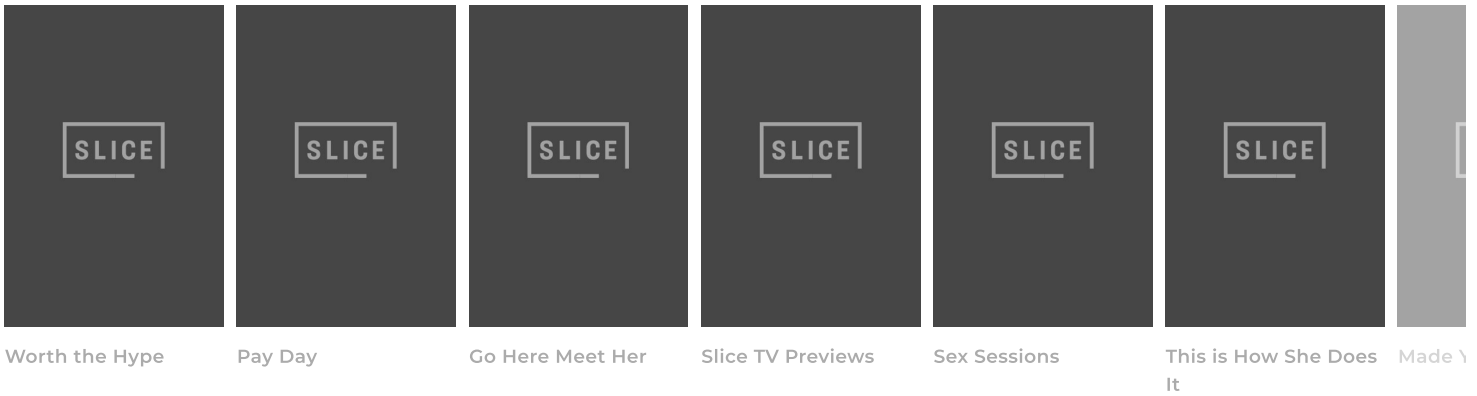 SLICE
SLICE
SLICE
SLICE
SLICE
SLICE
Worth the Hype
Pay Day
Go Here Meet Her
Slice TV Previews
Sex Sessions
This is How She Does
It
Made